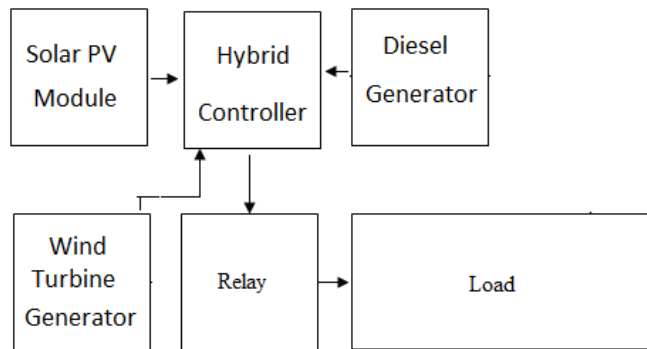 Solar PV
Module
Hybrid
Controller
Diesel
Generator
Wind
Turbine
Generator
Relay
Load